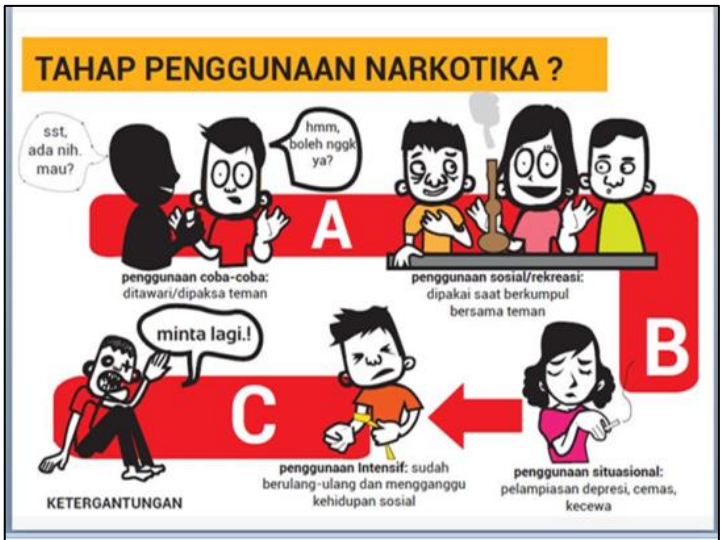 TAHAP PENGGUNAAN NARKOTIKA ?
sst,
ada nih.
mau?
hmm,
boleh nggk
ya?
A
penggunaan coba-coba:
ditawari/dipaksa teman
penggunaan sosial/rekreasi:
dipakai saat berkumpul
bersama teman
B
penggunaan situasional:
pelampiasan depresi, cemas,
kecewa
penggunaan Intensif: sudah
berulang-ulang dan mengganggu
kehidupan sosial
C
minta lagi.!
KETERGANTUNGAN